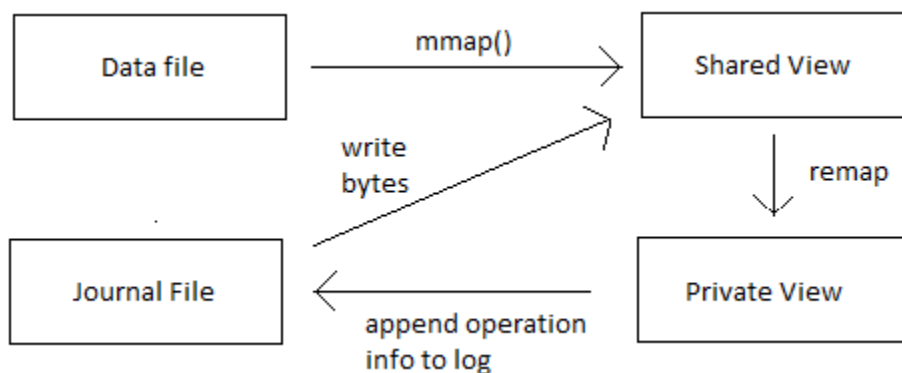 Data file
mmap()
Shared View
write
bytes
remap
Journal File
append operation
info to log
Private View